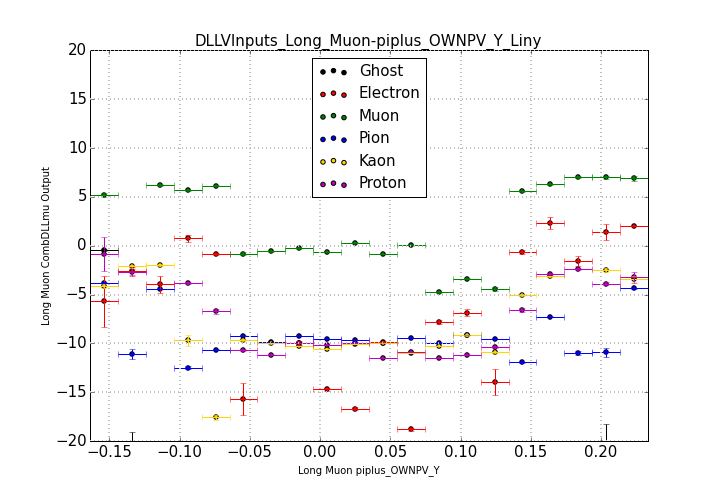 DLLVInputs_Long_Muon-piplus_OWNPV_Y_Liny
20
15
10
5
0
−5
−10
−15
−20
Long Muon CombDLLmu Output
Ghost
Electron
Muon
Pion
Kaon
Proton
−0.15 −0.10 −0.05 0.00 0.05 0.10 0.15 0.20
Long Muon piplus_OWNPV_Y